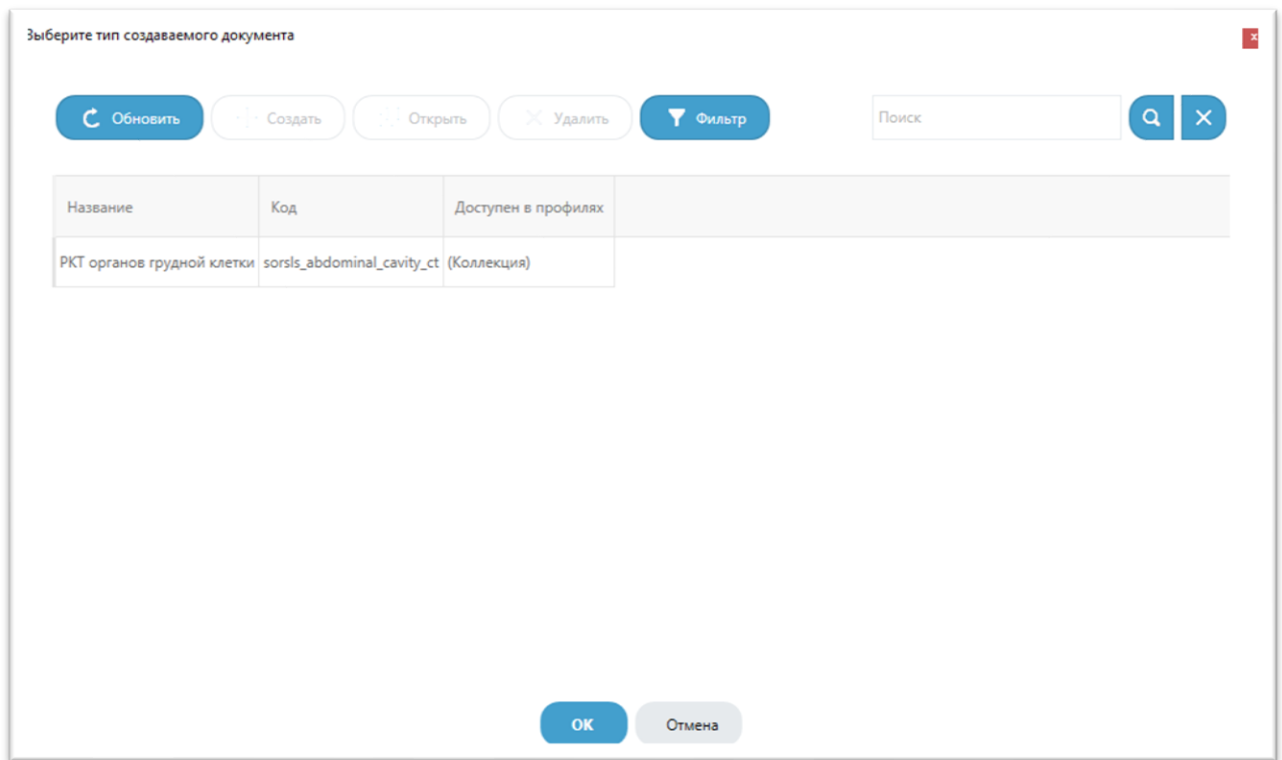 Выберите тип создаваемого документа
x
Обновить Создать Открыть Удалить Фильтр Поиск
Название Код Доступен в профилях
РКТ органов грудной клетки sorsls_abdominal_cavity_ct (Коллекция)
ОК Отмена